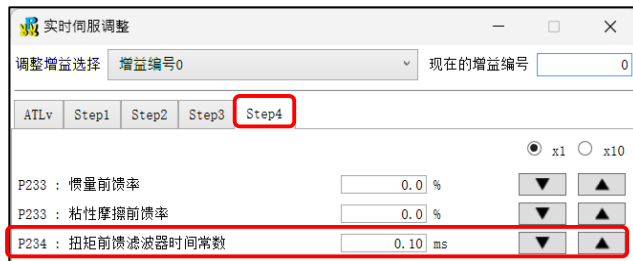 实时伺服调整
调整增益选择 增益编号0 现在的增益编号 0
ATLv Step1 Step2 Step3 Step4
x1 x10
P233 : 惯量前馈率 0.0 %
P233 : 粘性摩擦前馈率 0.0 %
P234 : 扭矩前馈滤波器时间常数 0.10 ms